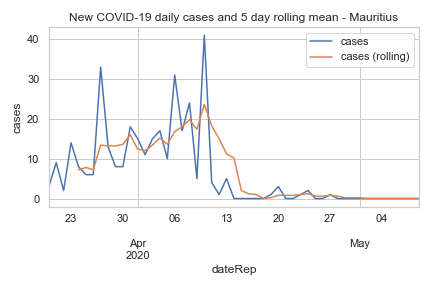 New COVID-19 daily cases and 5 day rolling mean - Mauritius
cases
cases (rolling)
40
30
20
10
0
cases
23
30
06
13
20
27
04
Apr
2020
May
dateRep